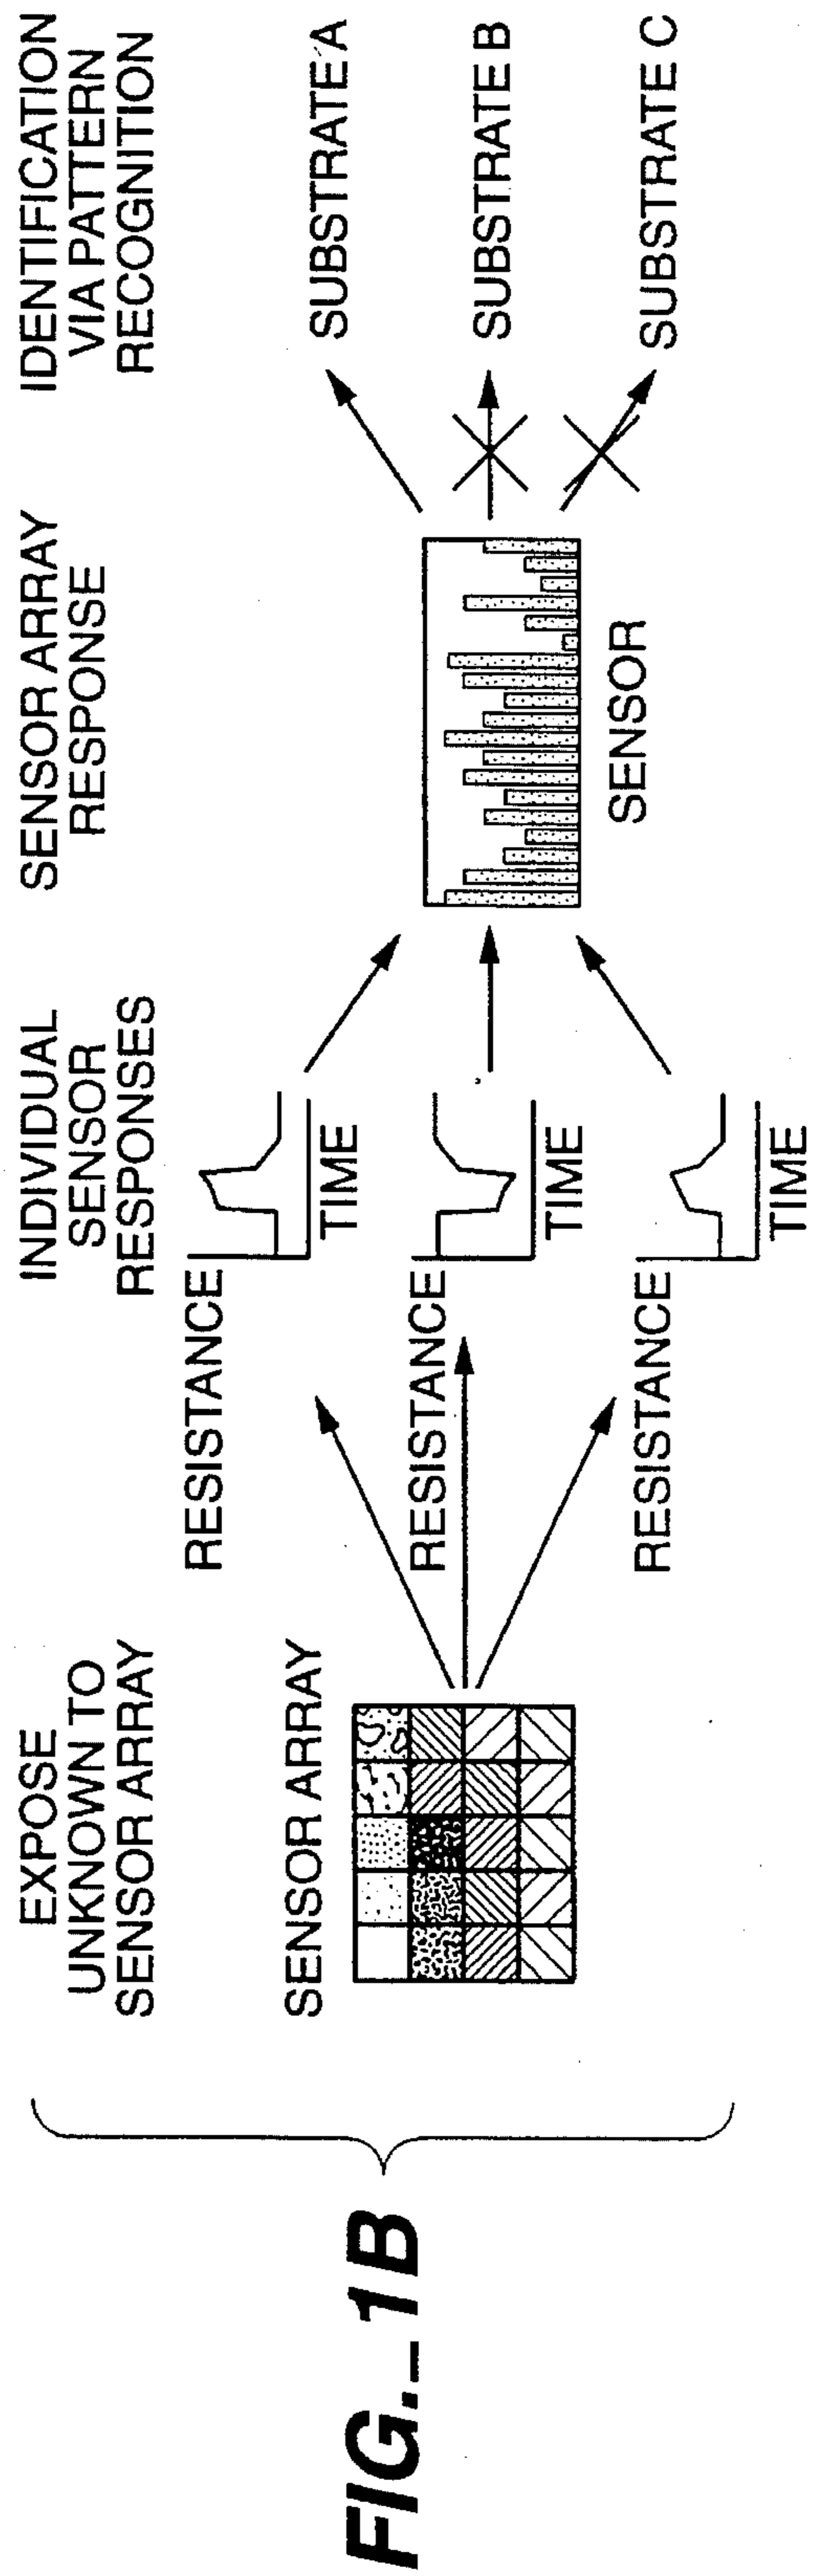 EXPOSE
UNKNOWN TO
SENSOR ARRAY
SENSOR ARRAY
INDIVIDUAL
SENSOR
RESPONSES
RESISTANCE
TIME
RESISTANCE
TIME
RESISTANCE
TIME
SENSOR ARRAY
RESPONSE
SENSOR
IDENTIFICATION
VIA PATTERN
RECOGNITION
SUBSTRATE A
SUBSTRATE B
SUBSTRATE C
FIG._1B